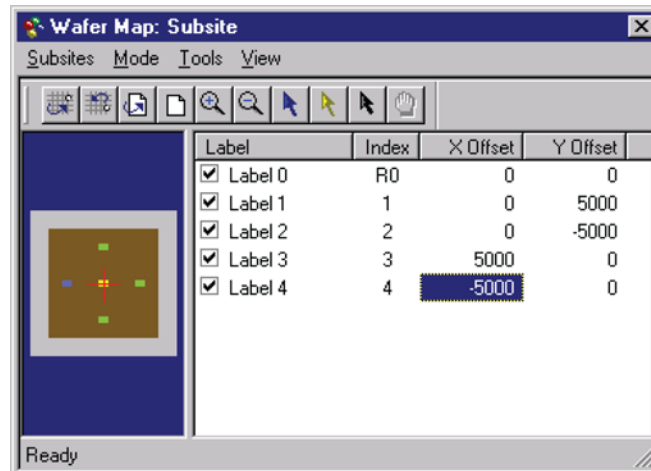 Wafer Map: Subsite
Subsites Mode Tools View
Label Index X Offset Y Offset
Label 0 R0 0 0
Label 1 1 0 5000
Label 2 2 0 -5000
Label 3 3 5000 0
Label 4 4 -5000 0
Ready